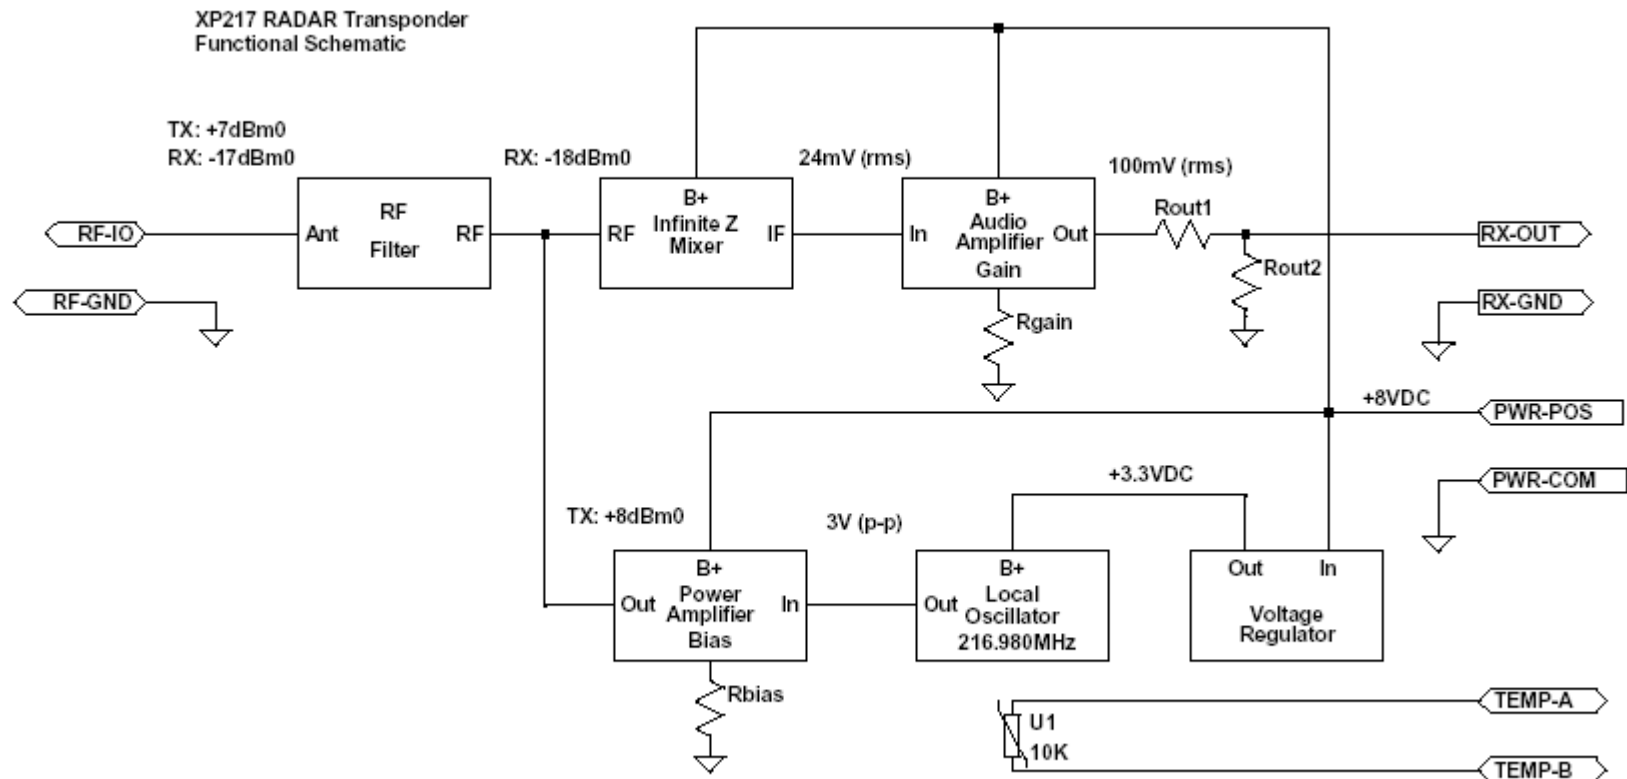 XP217 RADAR Transponder
Functional Schematic
TX: +7dBm0
RX: -17dBm0
RX: -18dBm0
24mV (rms)
100mV (rms)
RF-IO
Ant
RF
Filter
RF
RF
B+
Infinite Z
Mixer
IF
In
B+
Audio
Amplifier
Gain
Out
Rout1
Rout2
RX-OUT
RF-GND
Rgain
RX-GND
+8VDC
PWR-POS
+3.3VDC
PWR-COM
TX: +8dBm0
3V (p-p)
Out
B+
Power
Amplifier
Bias
In
Out
B+
Local
Oscillator
216.980MHz
Out
In
Voltage
Regulator
Rbias
U1
10K
TEMP-A
TEMP-B